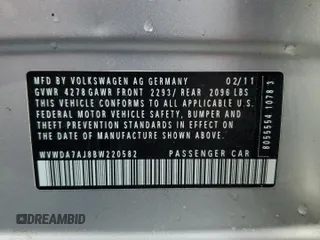 MFD BY VOLKSWAGEN AG GERMANY 02/11
GVWR 4278 GAWR FRONT 2293/ REAR 2096 LBS
THIS VEHICLE CONFORMS TO ALL APPLICABLE U.S.
FEDERAL MOTOR VEHICLE SAFETY, BUMPER AND
THEFT PREVENTION STANDARDS IN EFFECT ON THE
DATE OF MANUFACTURE SHOWN ABOVE.
WVWDA7AJ8BW220582 PASSENGER CAR
8055554 1078 3
SOURCE:
©DREAMBID